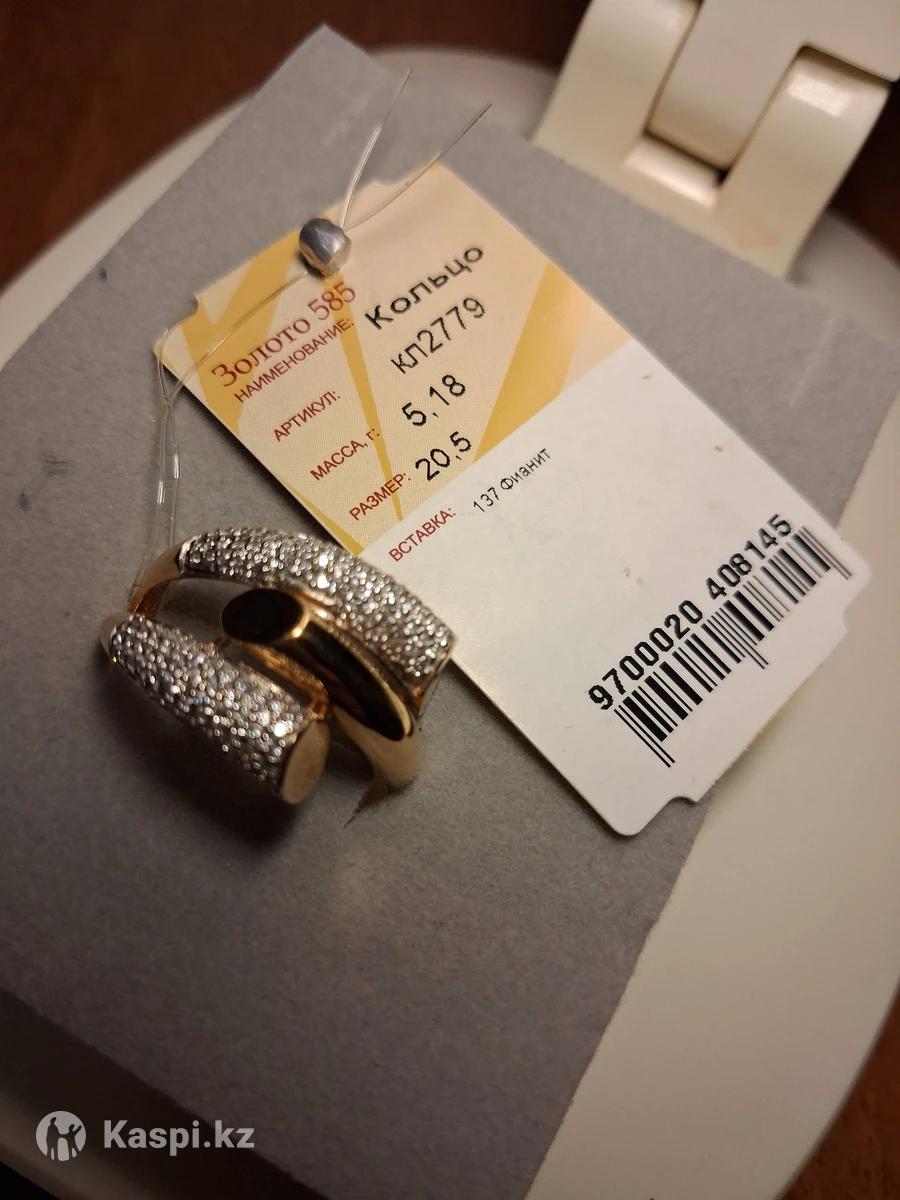 Золото 585
НАИМЕНОВАНИЕ: Кольцо
АРТИКУЛ: КЛ2779
МАССА, г: 5,18
РАЗМЕР: 20,5
ВСТАВКА: 137 Фианит
9700020 408145
Kaspi.kz